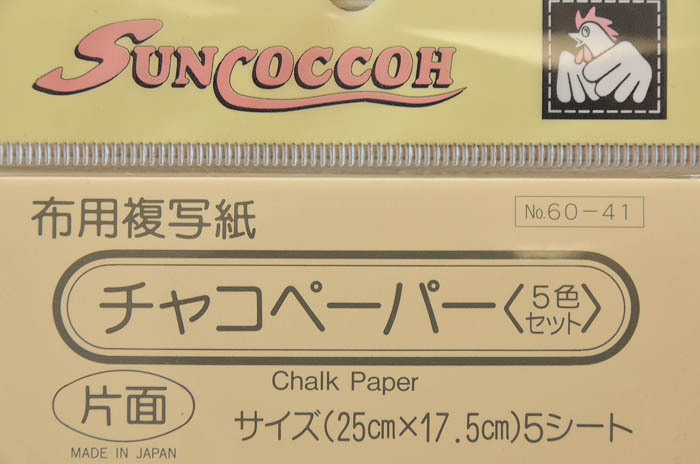 SUNCOCCOH
布用複写紙
No.60-41
チャコペーパー〈5色セット〉
Chalk Paper
片面
サイズ(25cm×17.5cm)5シート
MADE IN JAPAN